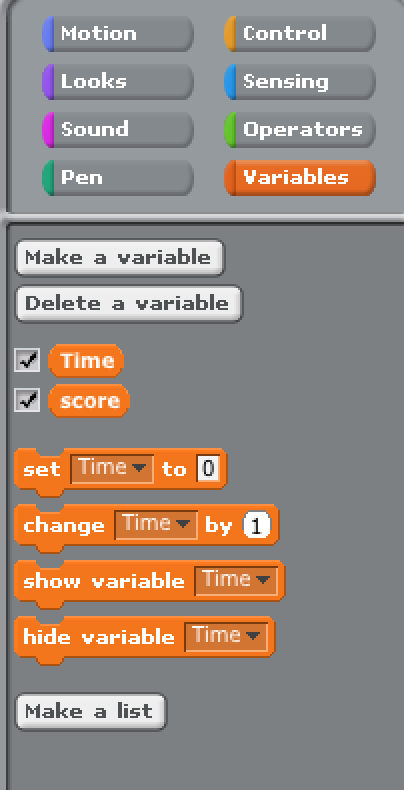 Motion Control
Looks Sensing
Sound Operators
Pen Variables
Make a variable
Delete a variable
Time
score
set Time to 0
change Time by 1
show variable Time
hide variable Time
Make a list